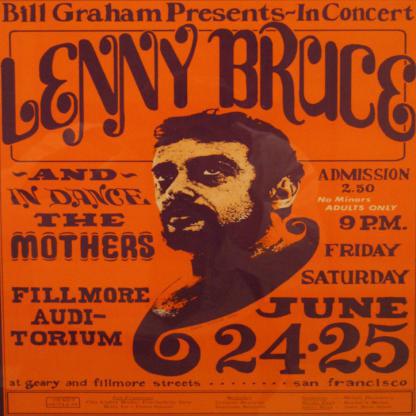 Bill Graham Presents~In Concert
LENNY BRUCE
~AND~
IN DANCE
THE
MOTHERS
FILLMORE
AUDI-
TORIUM
ADMISSION
2.50
No Minors
ADULTS ONLY
9 P.M.
FRIDAY
SATURDAY
JUNE
24·25
at geary and fillmore streets ........ san francisco